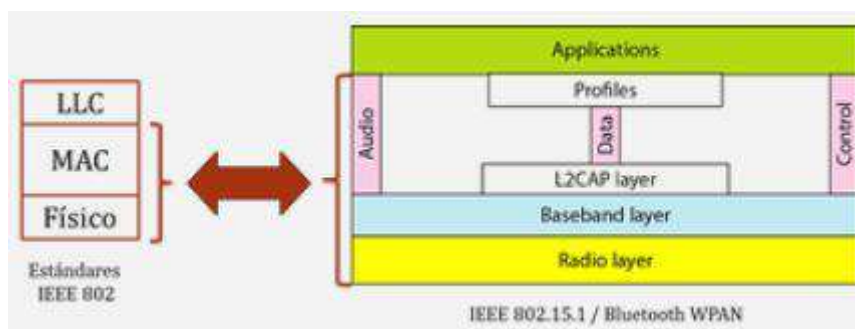 LLC
MAC
Físico
Estándares
IEEE 802
Applications
Profiles
Audio
Data
Control
L2CAP layer
Baseband layer
Radio layer
IEEE 802.15.1 / Bluetooth WPAN